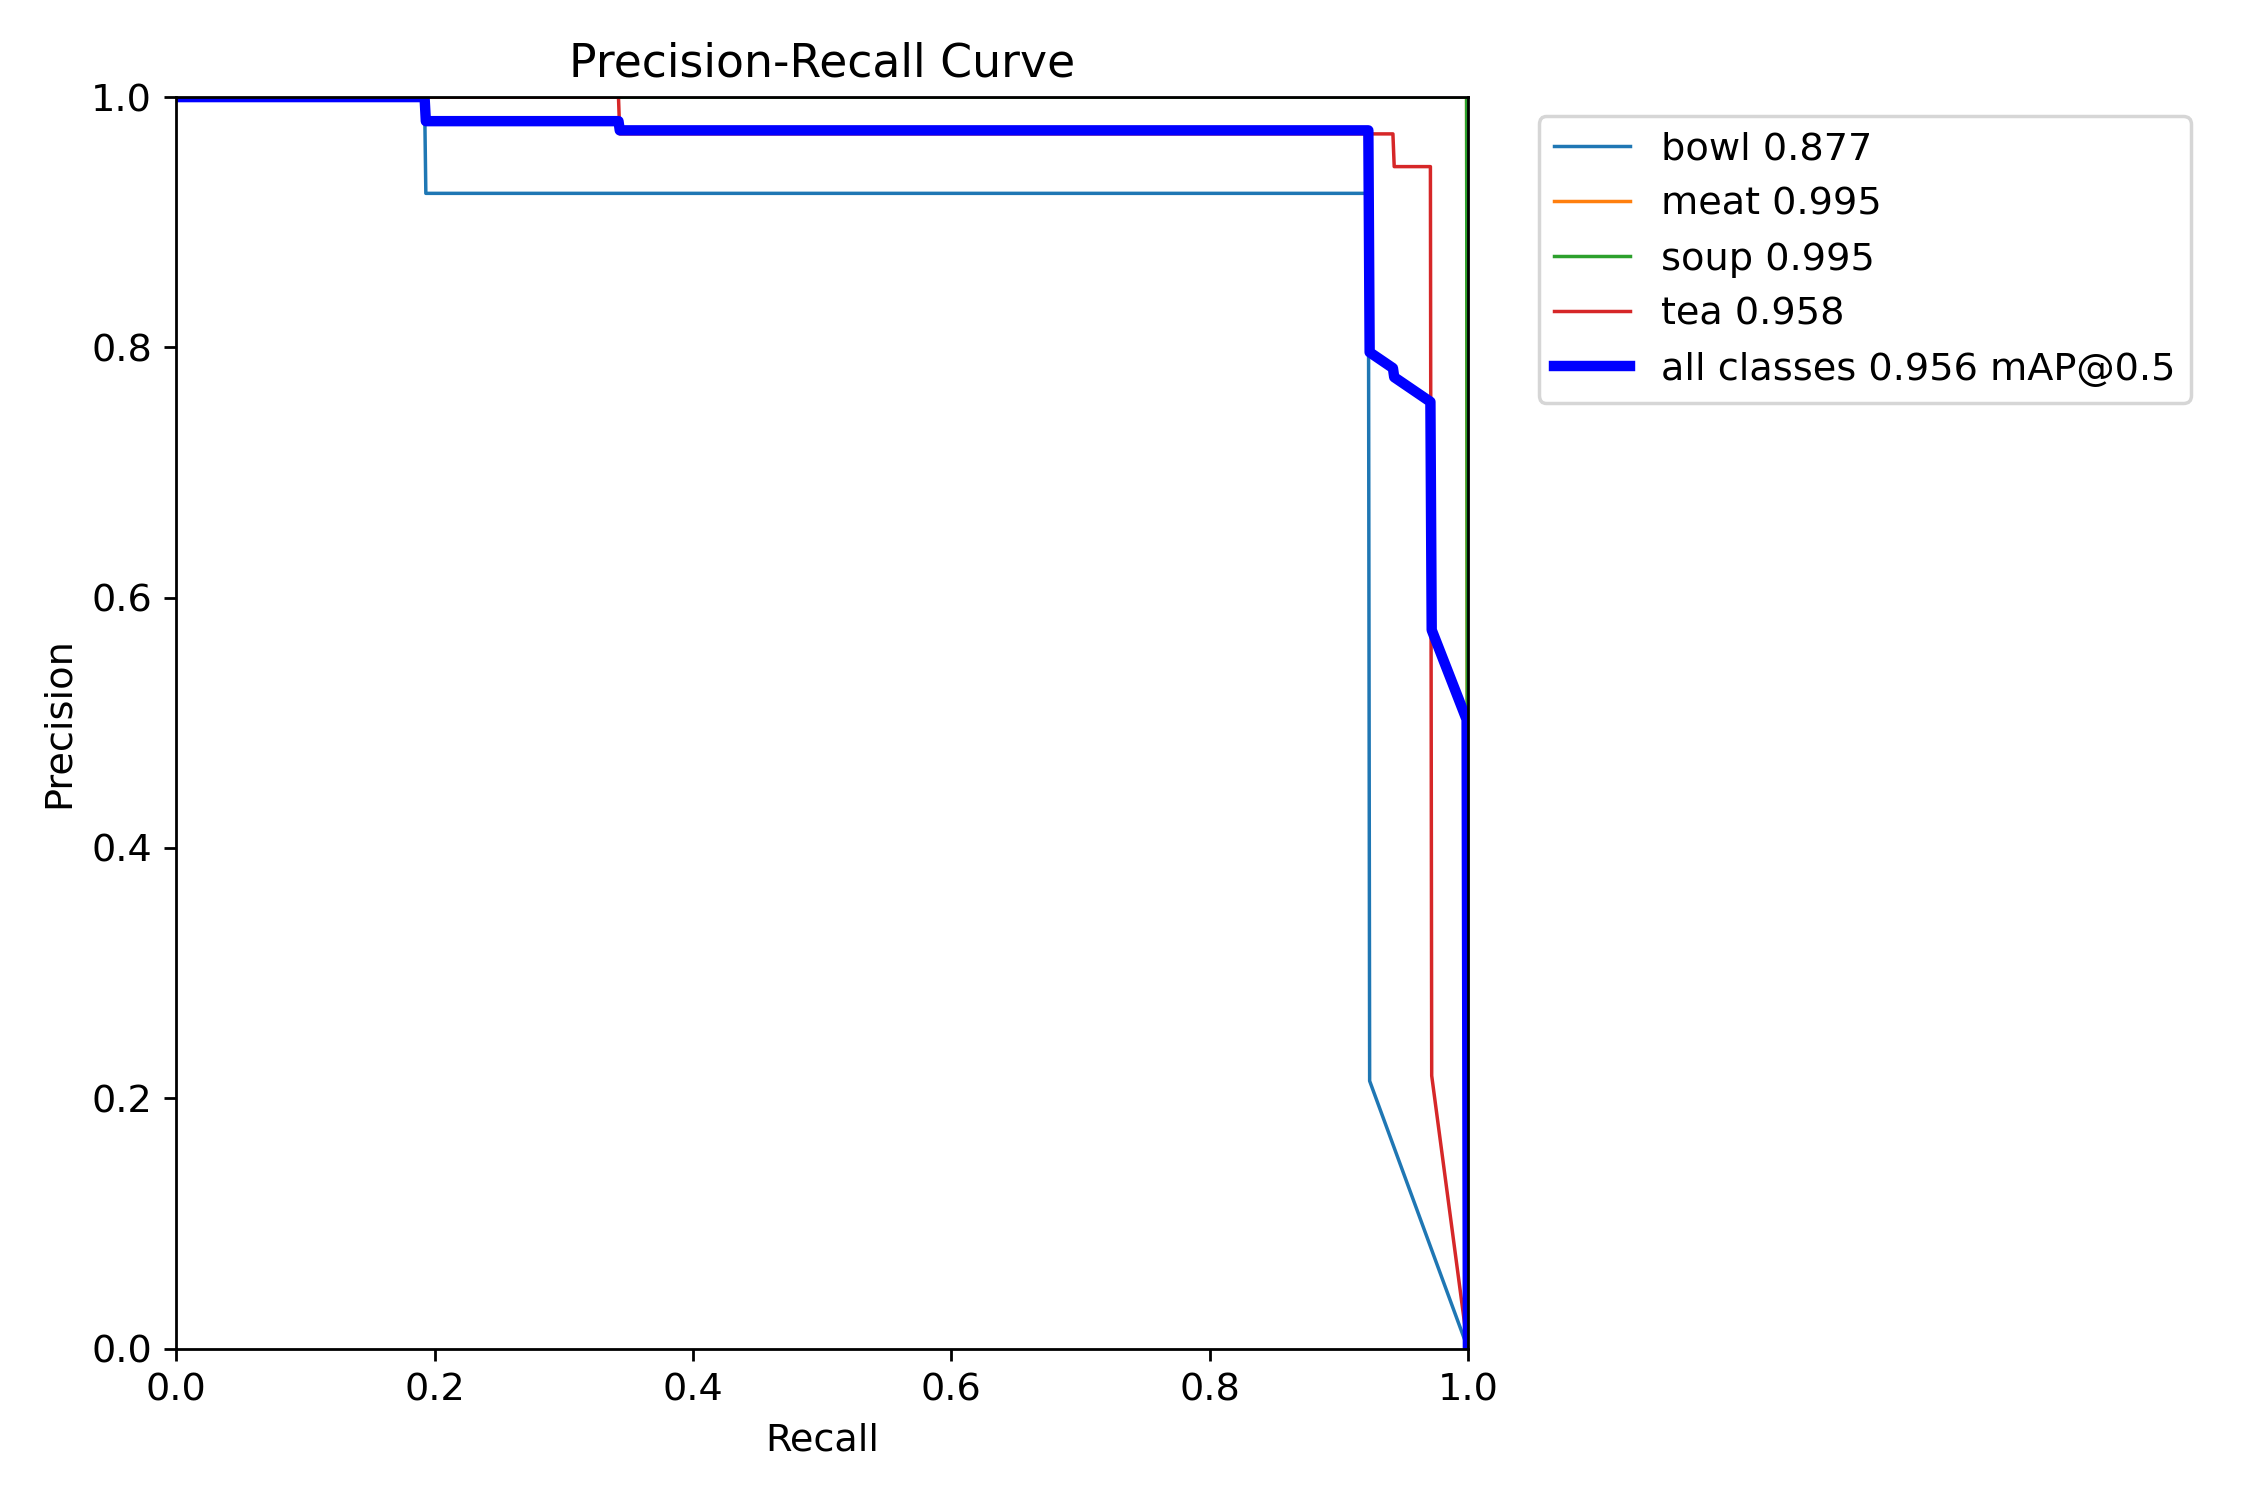 Precision-Recall Curve
1.0
0.8
0.6
0.4
0.2
0.0
Precision
0.0 0.2 0.4 0.6 0.8 1.0
Recall
bowl 0.877
meat 0.995
soup 0.995
tea 0.958
all classes 0.956 mAP@0.5